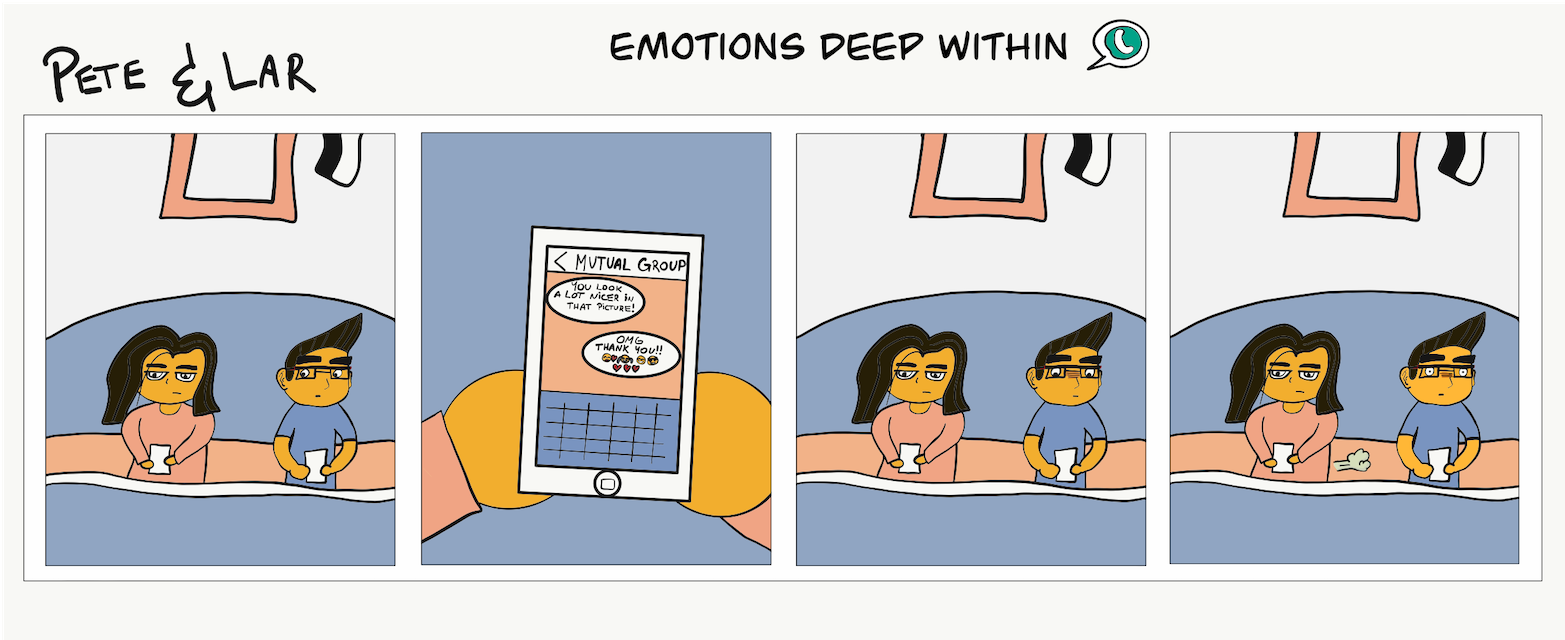 PETE & LAR
EMOTIONS DEEP WITHIN
< MUTUAL GROUP
YOU LOOK
A LOT NICER IN
THAT PICTURE!
OMG
THANK YOU!!